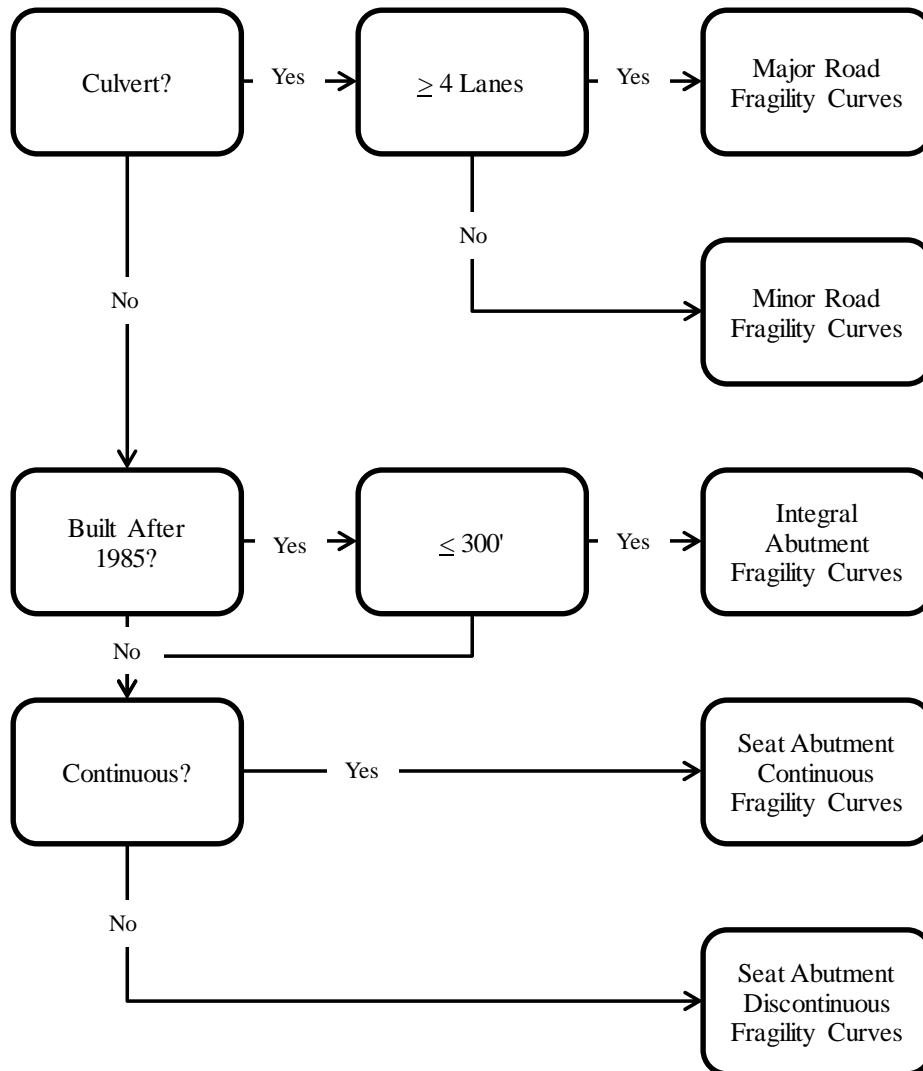 Culvert?
Yes
≥ 4 Lanes
Yes
Major Road
Fragility Curves
No
No
Minor Road
Fragility Curves
Built After
1985?
Yes
≤ 300'
Yes
Integral
Abutment
Fragility Curves
No
Continuous?
Yes
Seat Abutment
Continuous
Fragility Curves
No
Seat Abutment
Discontinuous
Fragility Curves